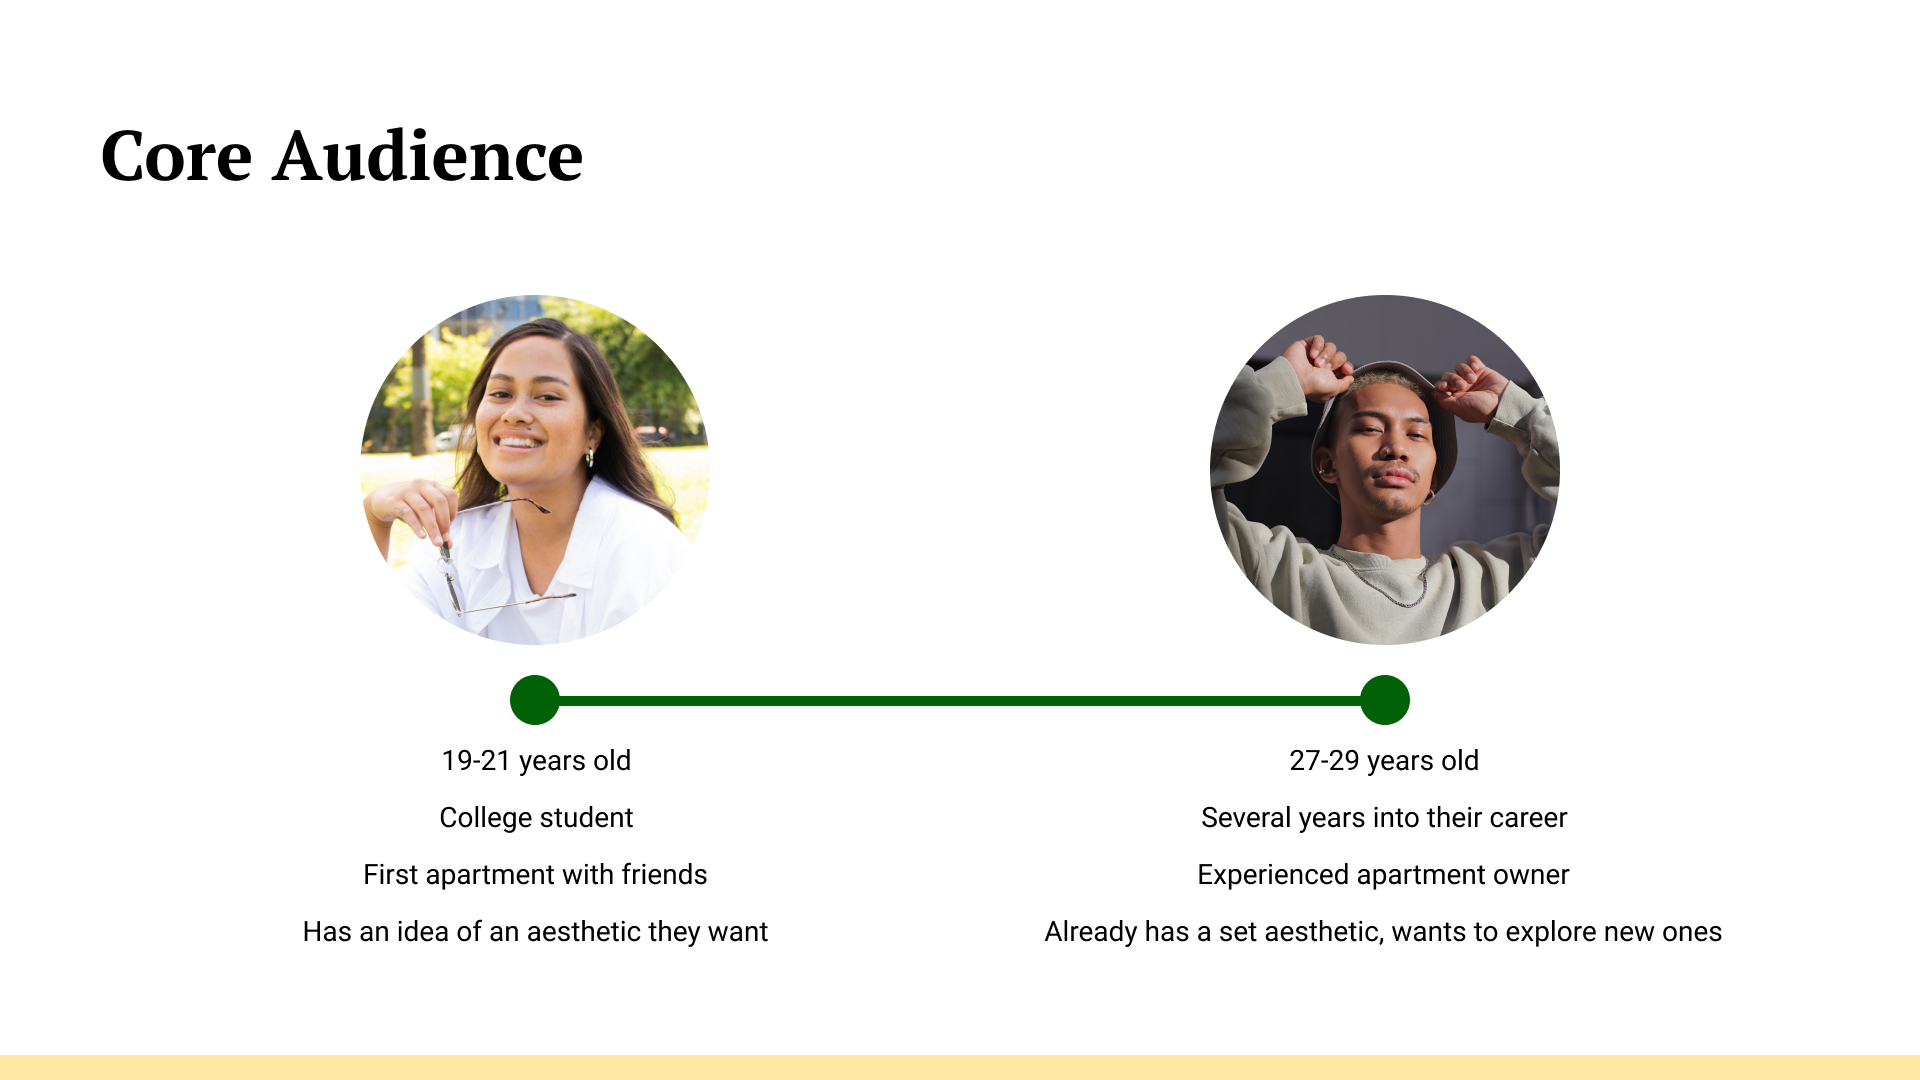 Core Audience
19-21 years old
College student
First apartment with friends
Has an idea of an aesthetic they want
27-29 years old
Several years into their career
Experienced apartment owner
Already has a set aesthetic, wants to explore new ones